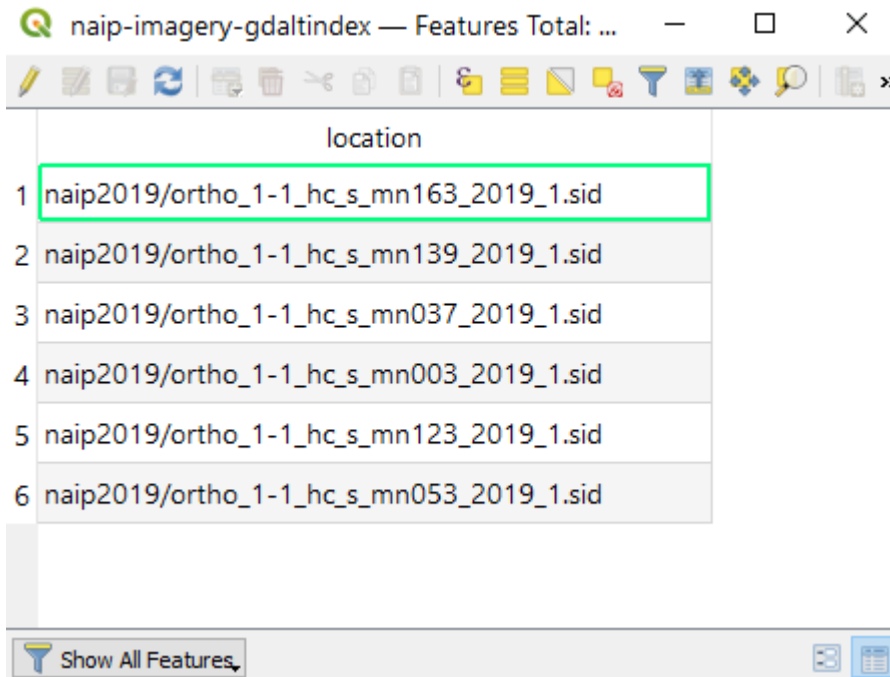 naip-imagery-gdaltindex — Features Total: ...
location
1 naip2019/ortho_1-1_hc_s_mn163_2019_1.sid
2 naip2019/ortho_1-1_hc_s_mn139_2019_1.sid
3 naip2019/ortho_1-1_hc_s_mn037_2019_1.sid
4 naip2019/ortho_1-1_hc_s_mn003_2019_1.sid
5 naip2019/ortho_1-1_hc_s_mn123_2019_1.sid
6 naip2019/ortho_1-1_hc_s_mn053_2019_1.sid
Show All Features